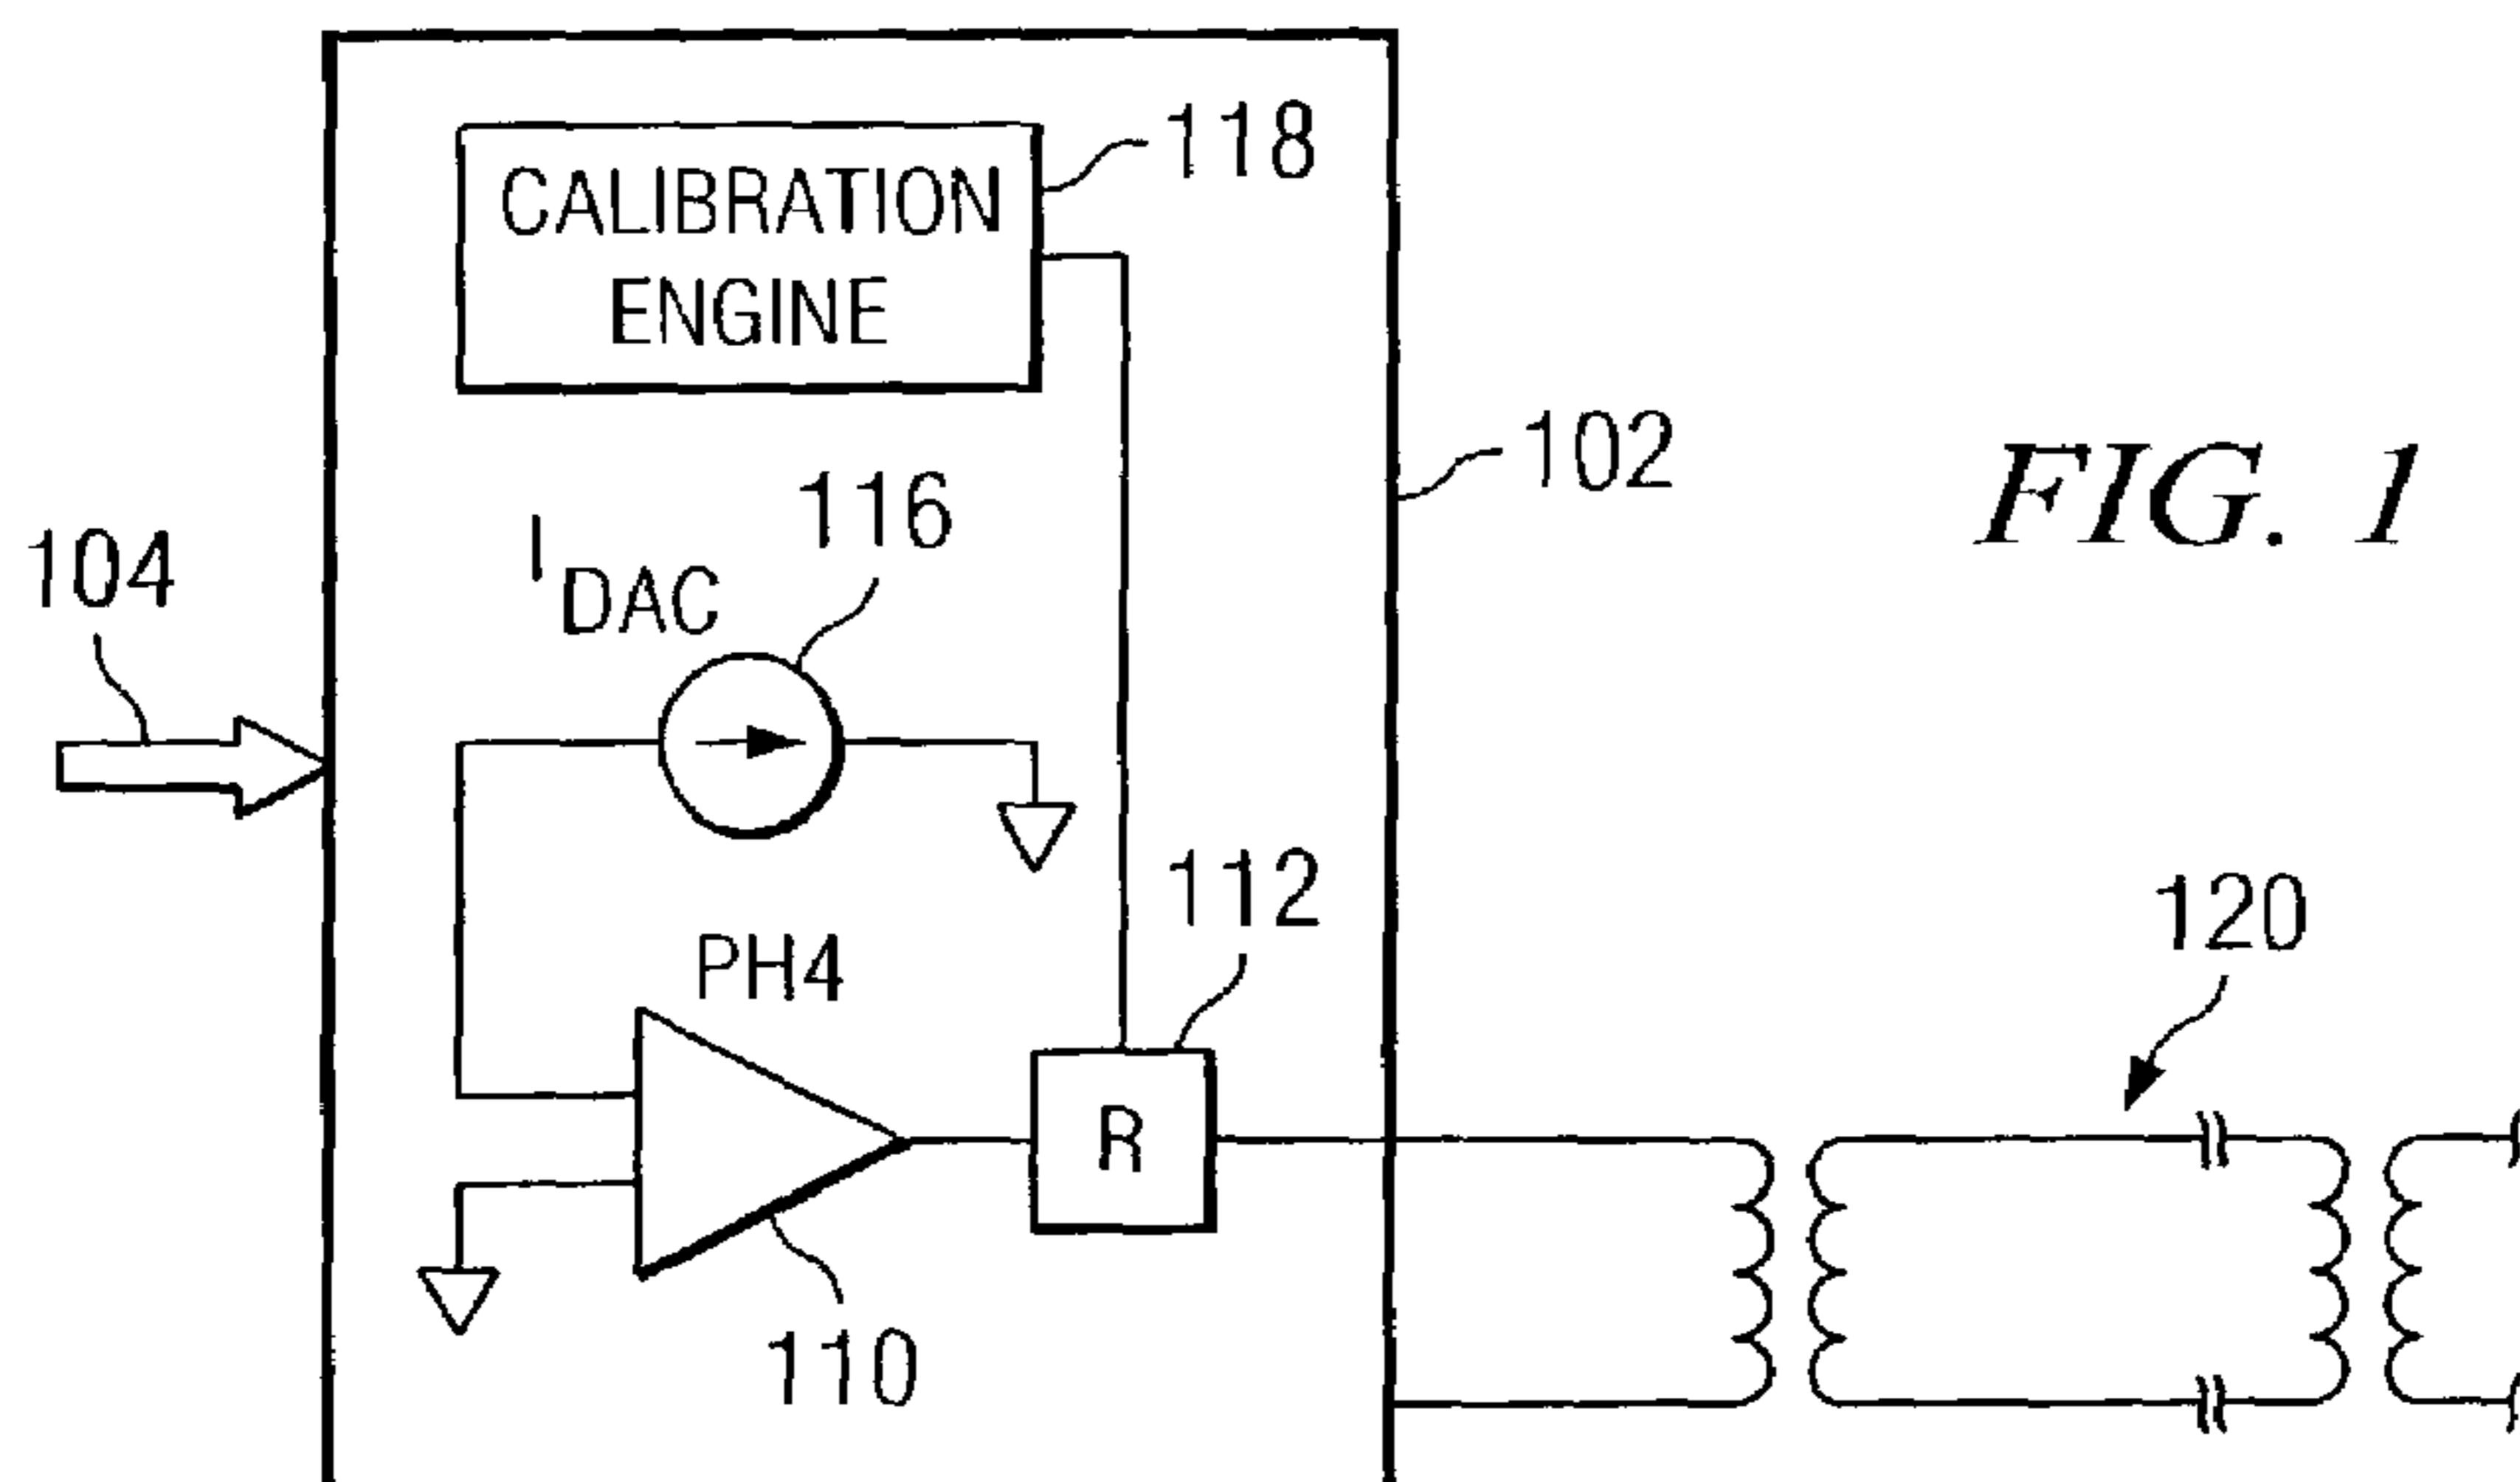 118
CALIBRATION
ENGINE
102
FIG. 1
116
I DAC
104
112
120
PH4
R
110